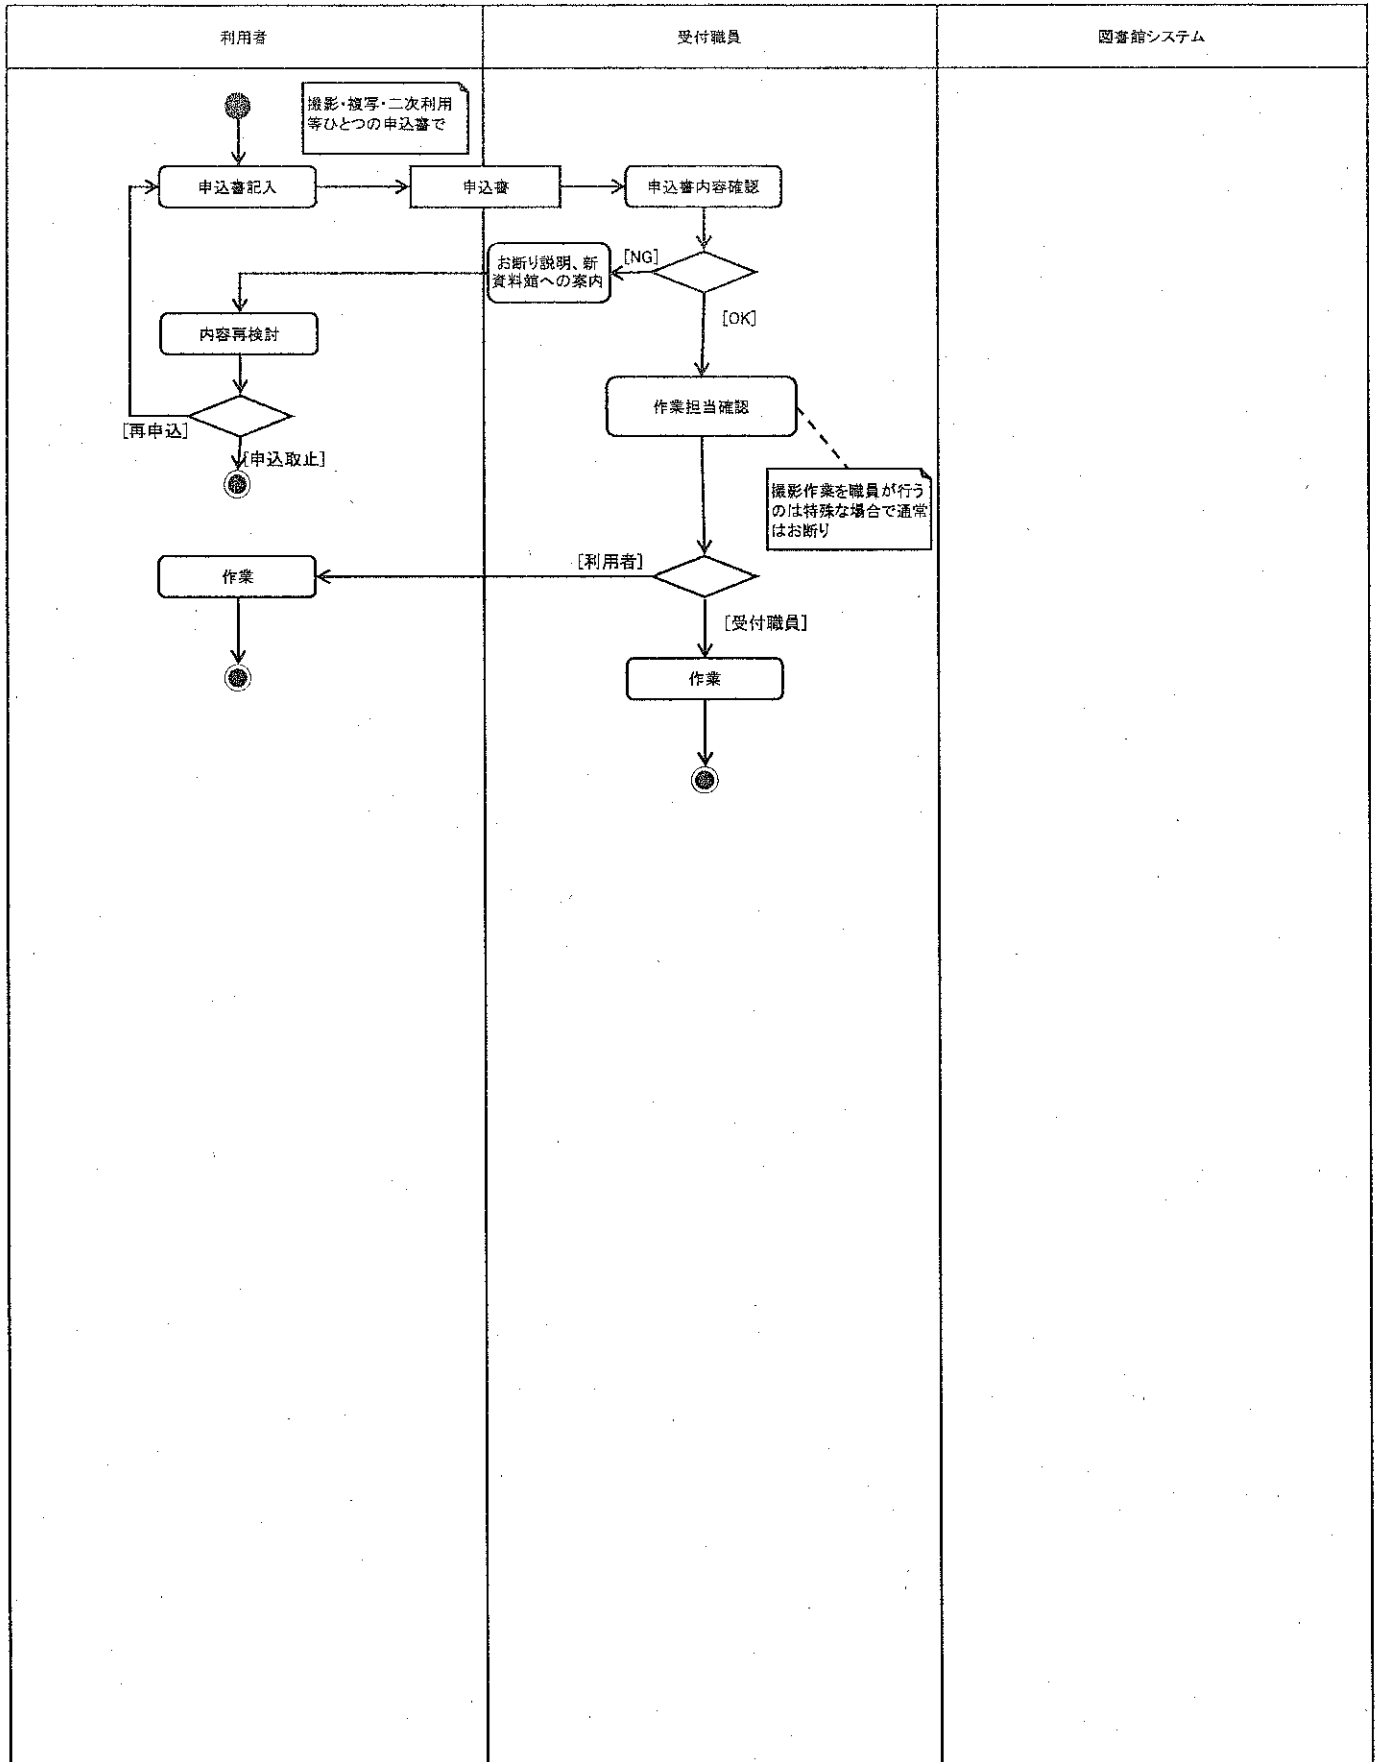 利用者
受付職員
図書館システム
撮影・複写・二次利用
等ひとつの申込書で
申込書記入
申込書
申込書内容確認
[NG]
お断り説明、新
資料館への案内
[OK]
内容再検討
作業担当確認
[再申込]
[申込取止]
撮影作業を職員が行う
のは特殊な場合で通常
はお断り
[利用者]
作業
[受付職員]
作業